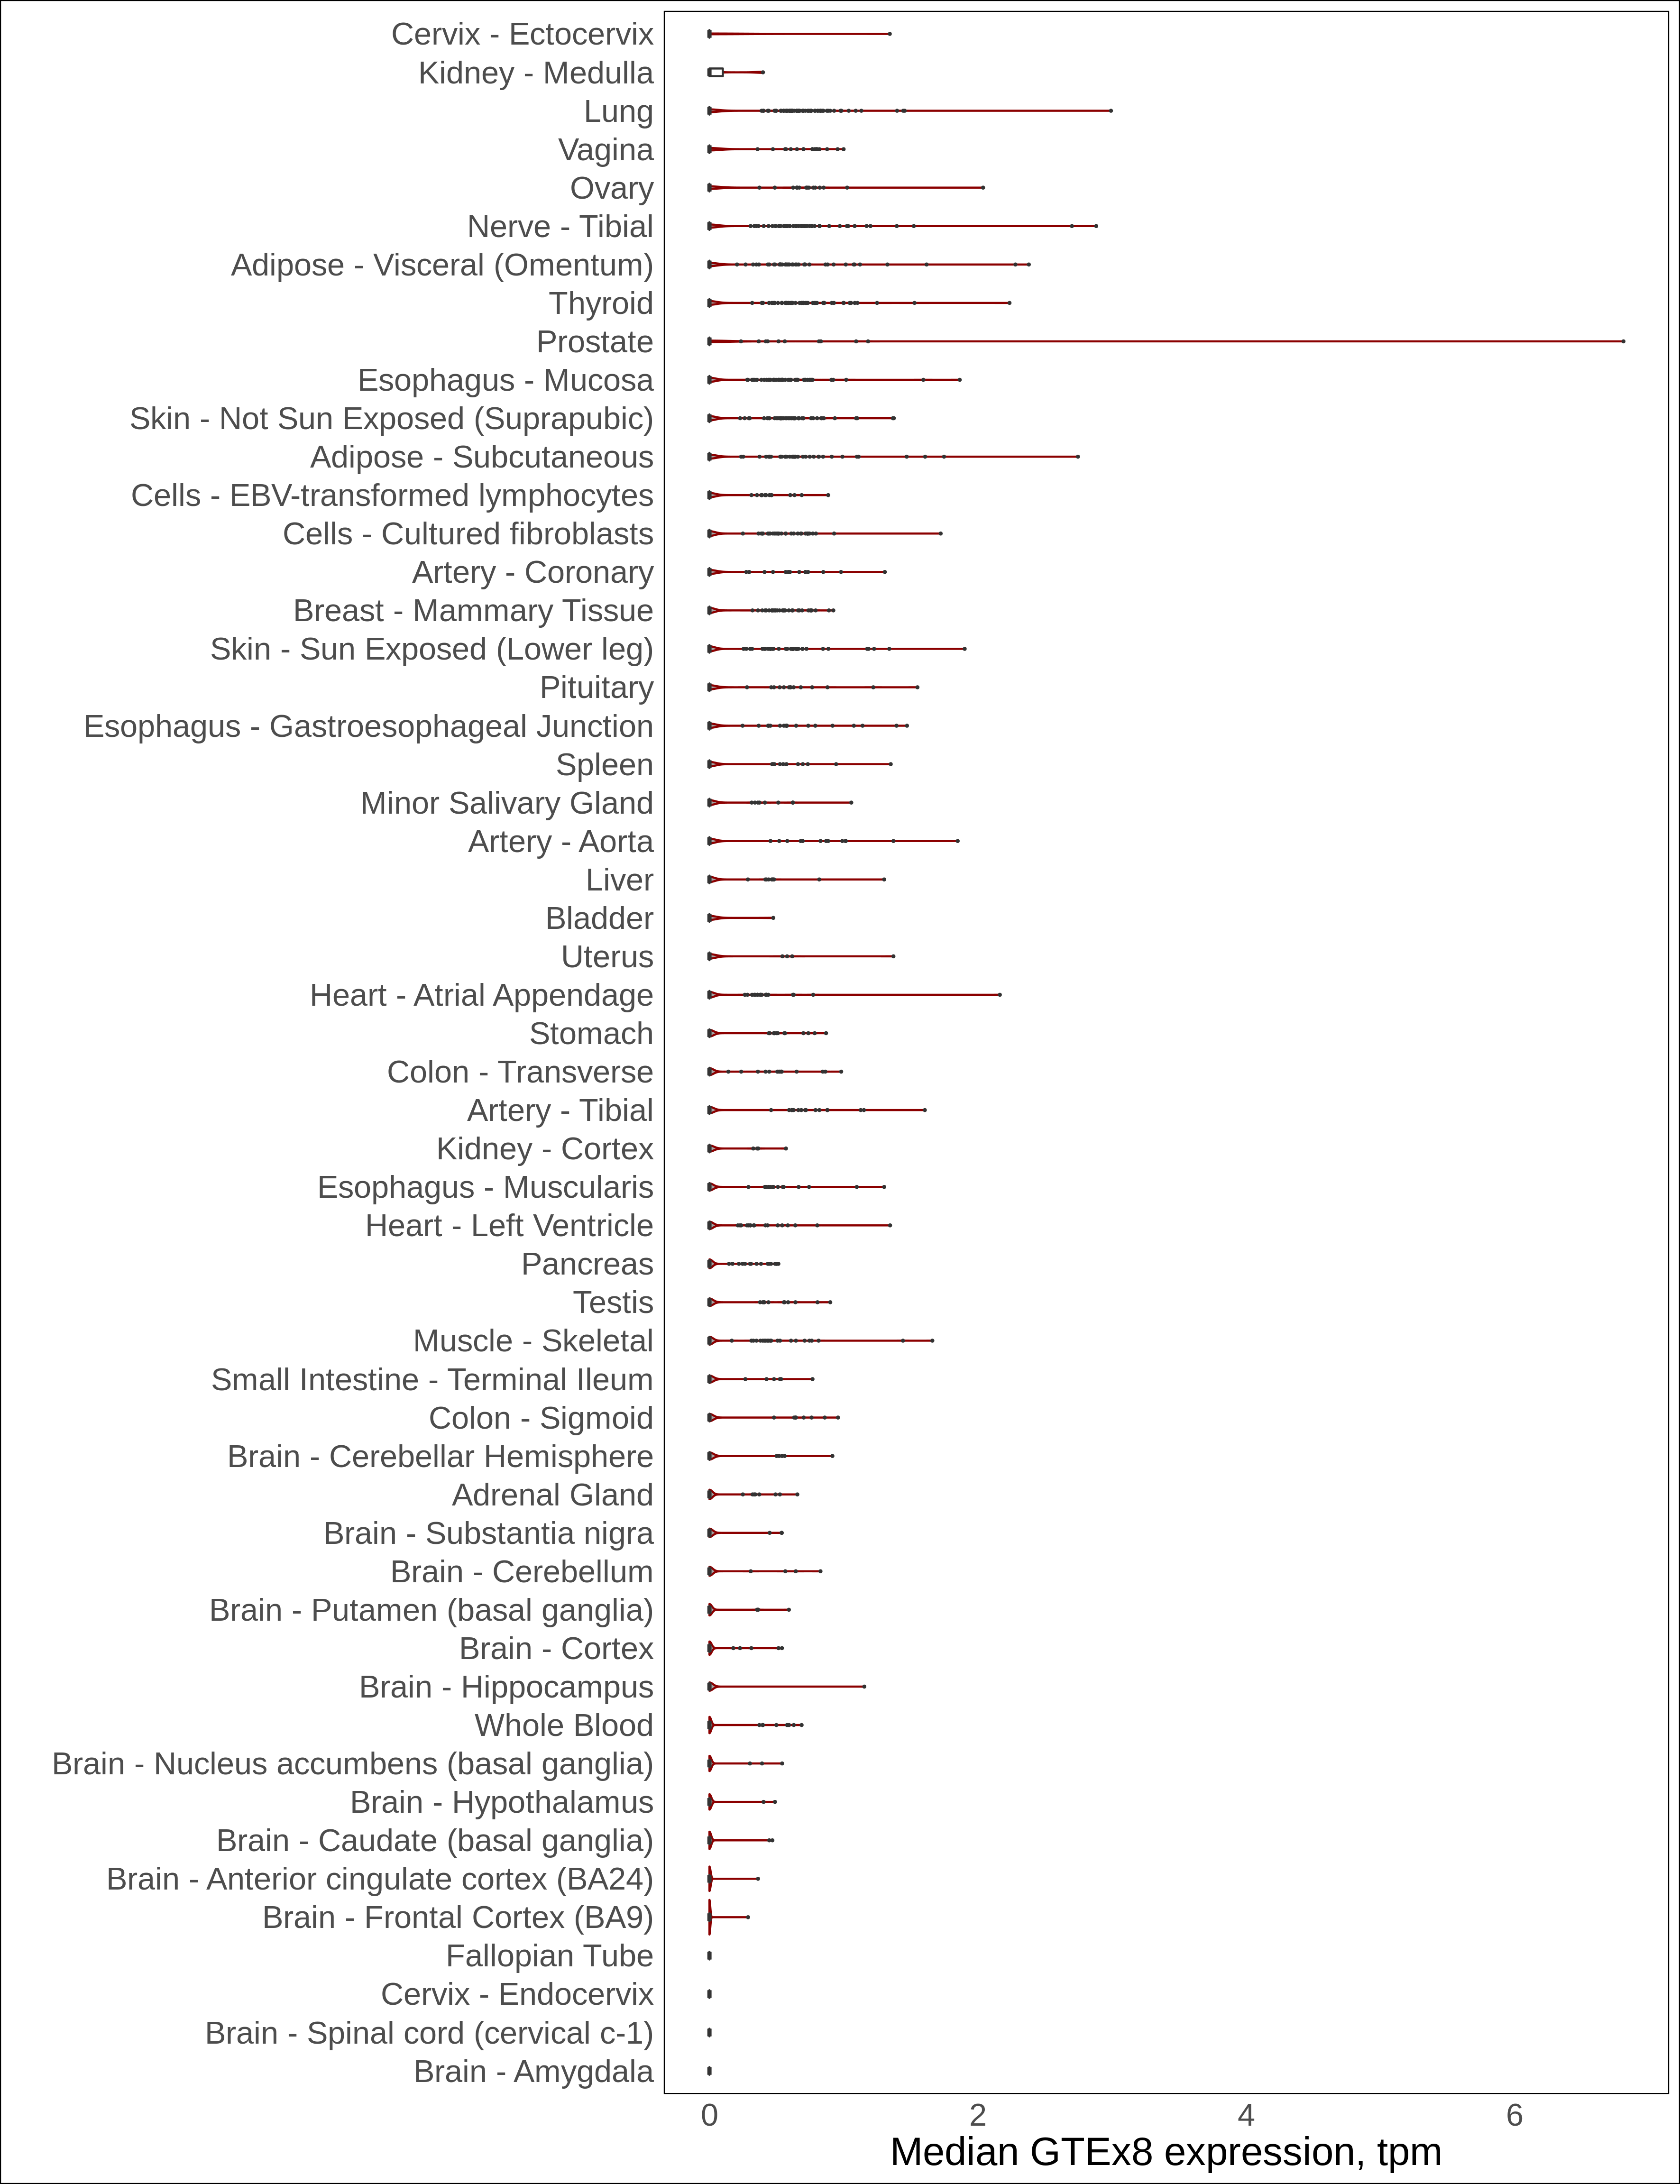 Cervix - Ectocervix
Kidney - Medulla
Lung
Vagina
Ovary
Nerve - Tibial
Adipose - Visceral (Omentum)
Thyroid
Prostate
Esophagus - Mucosa
Skin - Not Sun Exposed (Suprapubic)
Adipose - Subcutaneous
Cells - EBV-transformed lymphocytes
Cells - Cultured fibroblasts
Artery - Coronary
Breast - Mammary Tissue
Skin - Sun Exposed (Lower leg)
Pituitary
Esophagus - Gastroesophageal Junction
Spleen
Minor Salivary Gland
Artery - Aorta
Liver
Bladder
Uterus
Heart - Atrial Appendage
Stomach
Colon - Transverse
Artery - Tibial
Kidney - Cortex
Esophagus - Muscularis
Heart - Left Ventricle
Pancreas
Testis
Muscle - Skeletal
Small Intestine - Terminal Ileum
Colon - Sigmoid
Brain - Cerebellar Hemisphere
Adrenal Gland
Brain - Substantia nigra
Brain - Cerebellum
Brain - Putamen (basal ganglia)
Brain - Cortex
Brain - Hippocampus
Whole Blood
Brain - Nucleus accumbens (basal ganglia)
Brain - Hypothalamus
Brain - Caudate (basal ganglia)
Brain - Anterior cingulate cortex (BA24)
Brain - Frontal Cortex (BA9)
Fallopian Tube
Cervix - Endocervix
Brain - Spinal cord (cervical c-1)
Brain - Amygdala
0 2 4 6
Median GTEx8 expression, tpm